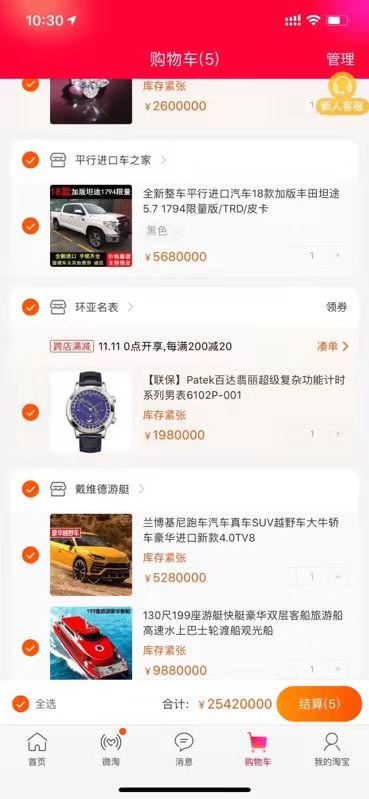 10:30
购物车(5)
管理
库存紧张
¥2600000
1
新人客服
平行进口车之家
18款加版坦途1794限量
全新整车平行进口汽车18款加版丰田坦途
5.7 1794限量版/TRD/皮卡
黑色
全新进口 手续齐全
价格靠谱
支持预定
¥5680000
1 +
环亚名表
领券
跨店满减 11.11 0点开享,每满200减20
凑单
【联保】Patek百达翡丽超级复杂功能计时
系列男表6102P-001
库存紧张
¥1980000
1
戴维德游艇
豪华越野车
兰博基尼跑车汽车真车SUV越野车大牛轿
车豪华进口新款4.0TV8
库存紧张
¥5280000
1 +
199座旅游豪华客船
130尺199座游艇快艇豪华双层客船旅游船
高速水上巴士轮渡船观光船
库存紧张
¥9880000
1 +
全选
合计: ¥25420000
结算(5)
首页
微淘
消息
购物车
我的淘宝